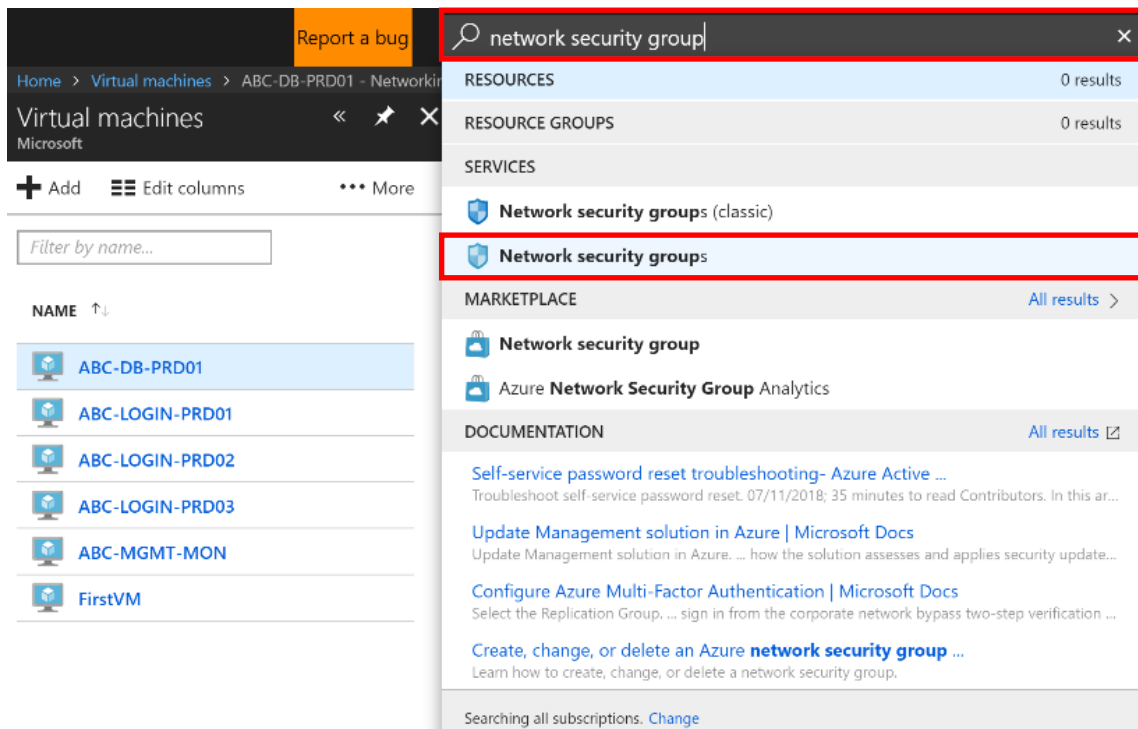 Report a bug
network security group
Home > Virtual machines > ABC-DB-PRD01 - Networkin
Virtual machines
Microsoft
Add
Edit columns
More
Filter by name...
NAME
ABC-DB-PRD01
ABC-LOGIN-PRD01
ABC-LOGIN-PRD02
ABC-LOGIN-PRD03
ABC-MGMT-MON
FirstVM
RESOURCES 0 results
RESOURCE GROUPS 0 results
SERVICES
Network security groups (classic)
Network security groups
MARKETPLACE All results >
Network security group
Azure Network Security Group Analytics
DOCUMENTATION All results
Self-service password reset troubleshooting- Azure Active ...
Troubleshoot self-service password reset. 07/11/2018; 35 minutes to read Contributors. In this ar...
Update Management solution in Azure | Microsoft Docs
Update Management solution in Azure. ... how the solution assesses and applies security update...
Configure Azure Multi-Factor Authentication | Microsoft Docs
Select the Replication Group. ... sign in from the corporate network bypass two-step verification ...
Create, change, or delete an Azure network security group ...
Learn how to create, change, or delete a network security group.
Searching all subscriptions. Change